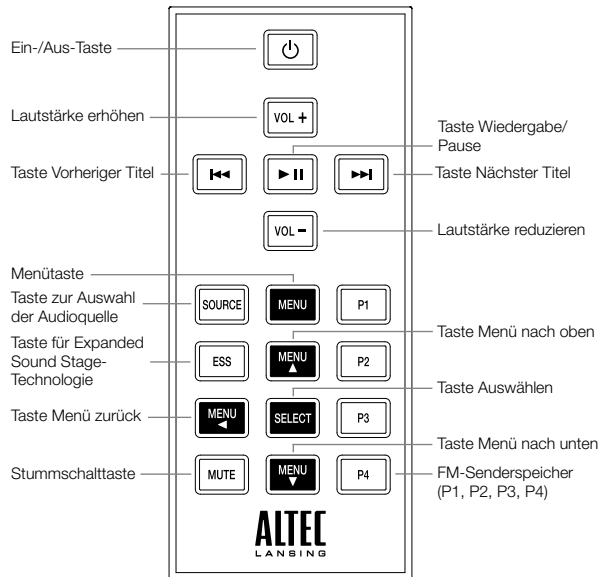 Ein-/Aus-Taste
Lautstärke erhöhen
VOL +
Taste Wiedergabe/
Pause
Taste Vorheriger Titel
Taste Nächster Titel
VOL -
Lautstärke reduzieren
Menütaste
Taste zur Auswahl
der Audioquelle
SOURCE
MENU
P1
Taste Menü nach oben
Taste für Expanded
Sound Stage-
Technologie
ESS
MENU
P2
Taste Auswählen
Taste Menü zurück
MENU
SELECT
P3
Taste Menü nach unten
Stummschalttaste
MUTE
MENU
P4
FM-Senderspeicher
(P1, P2, P3, P4)
ALTEC
LANSING